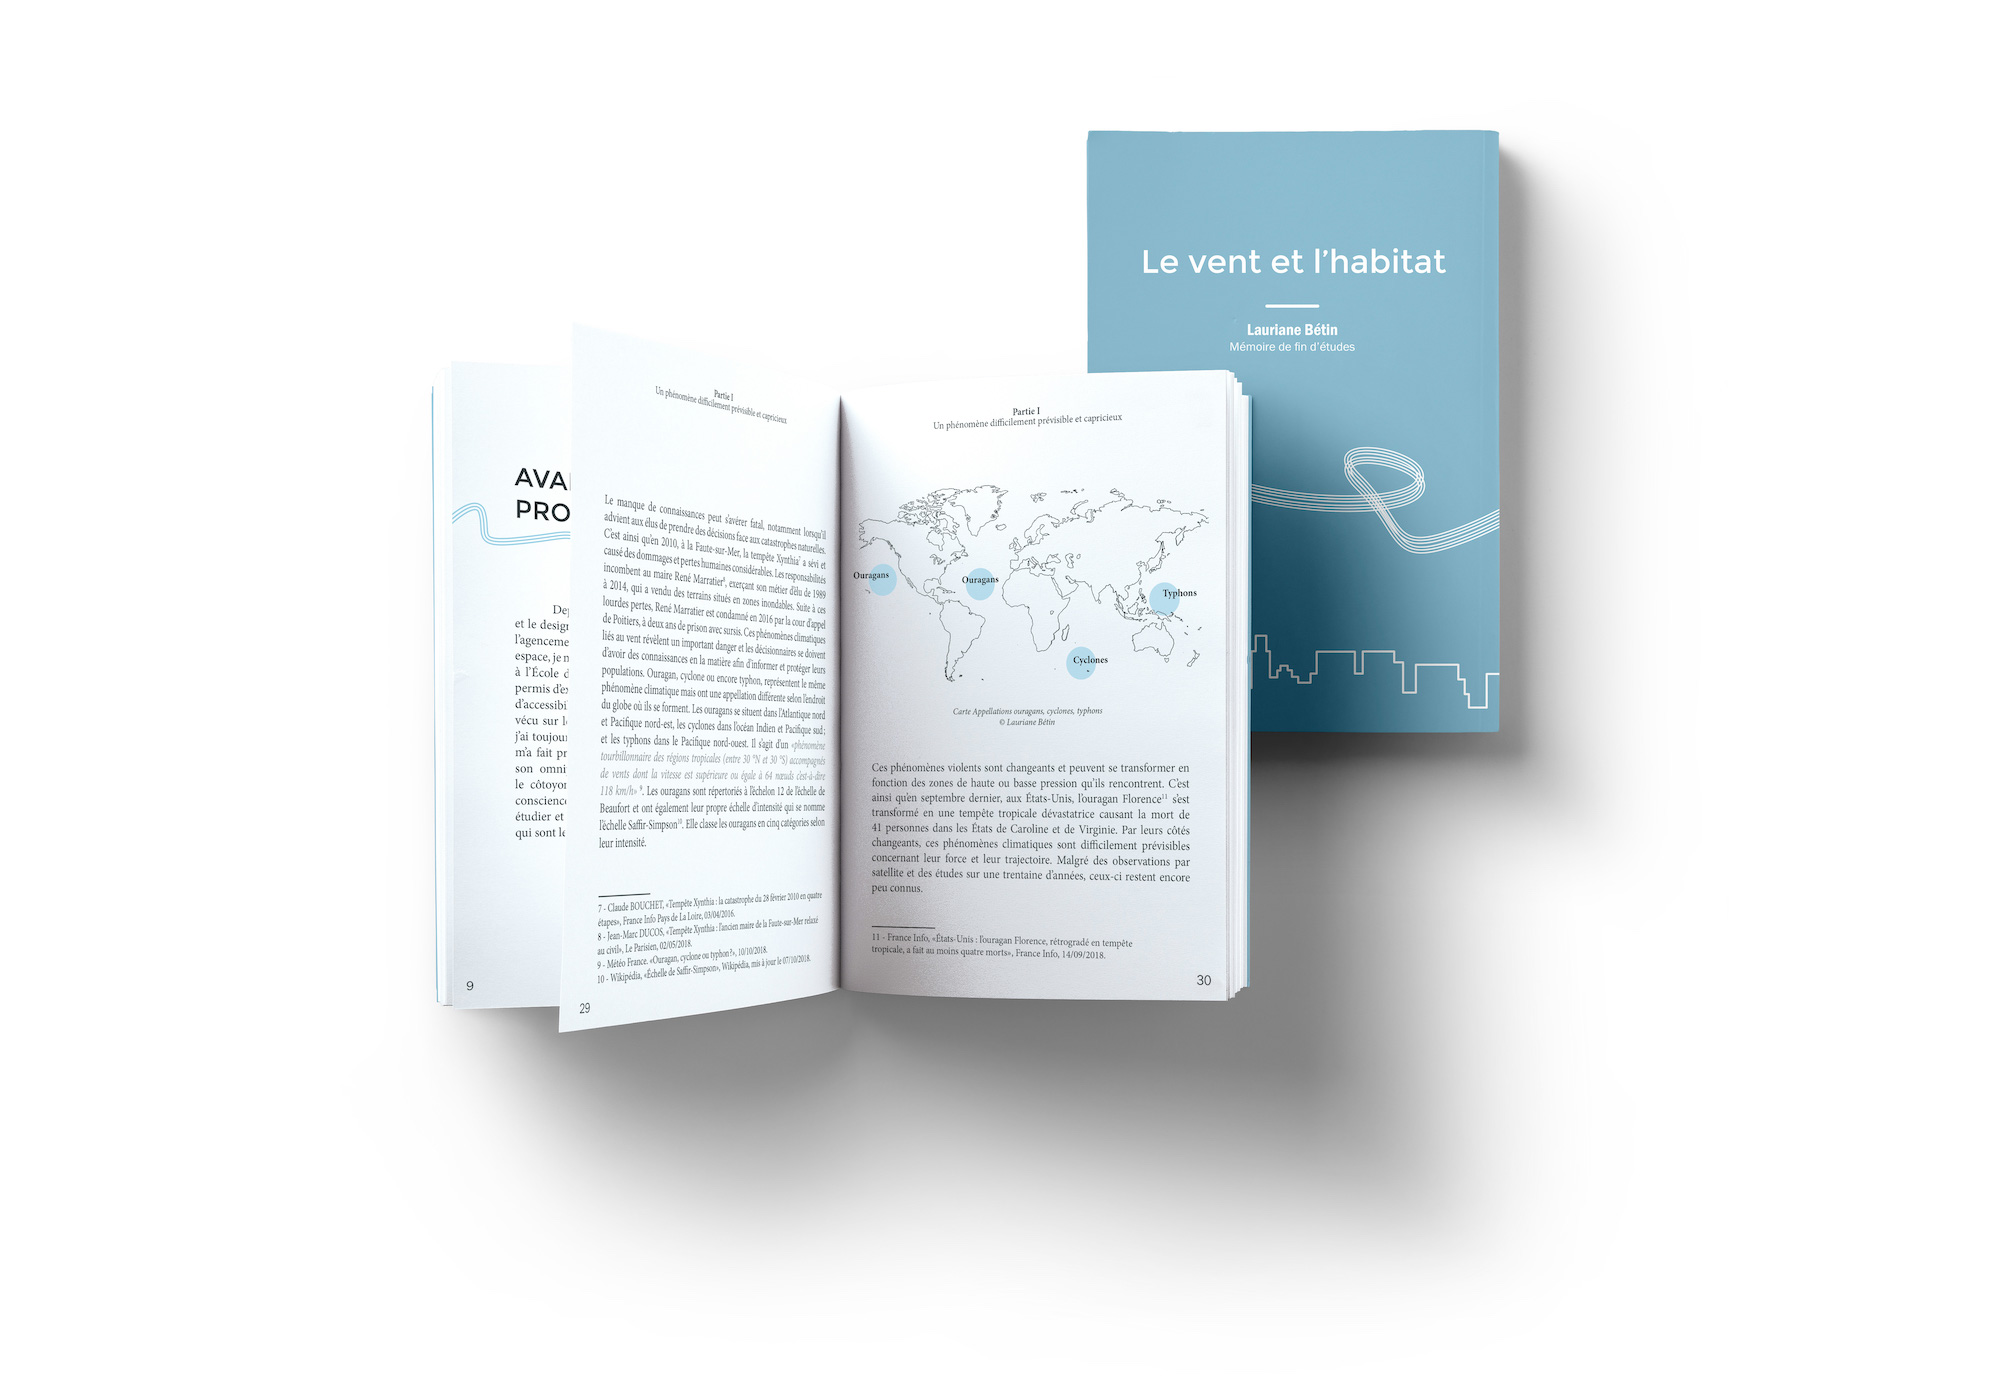 Le vent et l'habitat
Lauriane Bétin
Mémoire de fin d'études
AVA
PRO
et le design
l'agenceme
espace, je
à l'École d
permis d'e
d'accessibi
vécu sur
j'ai toujour
m'a fait
son omni
le côtoyer
conscience
étudier et
qui sont
9
Partie I
Un phénomène difficilement prévisible et capricieux
Le manque de connaissances peut s'avérer fatal, notamment lorsqu'il
advient aux élus de prendre des décisions face aux catastrophes naturelles.
C'est ainsi qu'en 2010, à la Faute-sur-Mer, la tempête Xynthia⁷ a sévi et
causé des dommages et pertes humaines considérables. Les responsabilités
incombent au maire René Marratier⁸, exerçant son métier d'élu de 1989
à 2014, qui a vendu des terrains situés en zones inondables. Suite à ces
lourdes pertes, René Marratier est condamné en 2016 par la cour d'appel
de Poitiers, à deux ans de prison avec sursis. Ces phénomènes climatiques
liés au vent révèlent un important danger et les décisionnaires se doivent
d'avoir des connaissances en la matière afin d'informer et protéger leurs
populations. Ouragan, cyclone ou encore typhon, représentent le même
phénomène climatique mais ont une appellation différente selon l'endroit
du globe où ils se forment. Les ouragans se situent dans l'Atlantique nord
et Pacifique nord-est, les cyclones dans l'océan Indien et Pacifique sud ;
et les typhons dans le Pacifique nord-ouest. Il s'agit d'un «phénomène
tourbillonnaire des régions tropicales (entre 30 °N et 30 °S) accompagnés
de vents dont la vitesse est supérieure ou égale à 64 nœuds c'est-à-dire
118 km/h» ⁹. Les ouragans sont répertoriés à l'échelon 12 de l'échelle de
Beaufort et ont également leur propre échelle d'intensité qui se nomme
l'échelle Saffir-Simpson¹⁰. Elle classe les ouragans en cinq catégories selon
leur intensité.
7 - Claude BOUCHET, «Tempête Xynthia : la catastrophe du 28 février 2010 en quatre
étapes», France Info Pays de La Loire, 03/04/2016.
8 - Jean-Marc DUCOS, «Tempête Xynthia : l'ancien maire de la Faute-sur-Mer relaxé
au civil», Le Parisien, 02/05/2018.
9 - Météo France. «Ouragan, cyclone ou typhon?», 10/10/2018.
10 - Wikipédia, «Échelle de Saffir-Simpson», Wikipédia, mis à jour le 07/10/2018.
29
Partie I
Un phénomène difficilement prévisible et capricieux
Ouragans
Ouragans
Typhons
Cyclones
Carte Appellations ouragans, cyclones, typhons
© Lauriane Bétin
Ces phénomènes violents sont changeants et peuvent se transformer en
fonction des zones de haute ou basse pression qu'ils rencontrent. C'est
ainsi qu'en septembre dernier, aux États-Unis, l'ouragan Florence¹¹ s'est
transformé en une tempête tropicale dévastatrice causant la mort de
41 personnes dans les États de Caroline et de Virginie. Par leurs côtés
changeants, ces phénomènes climatiques sont difficilement prévisibles
concernant leur force et leur trajectoire. Malgré des observations par
satellite et des études sur une trentaine d'années, ceux-ci restent encore
peu connus.
11 - France Info, «États-Unis : l'ouragan Florence, rétrogradé en tempête
tropicale, a fait au moins quatre morts», France Info, 14/09/2018.
30